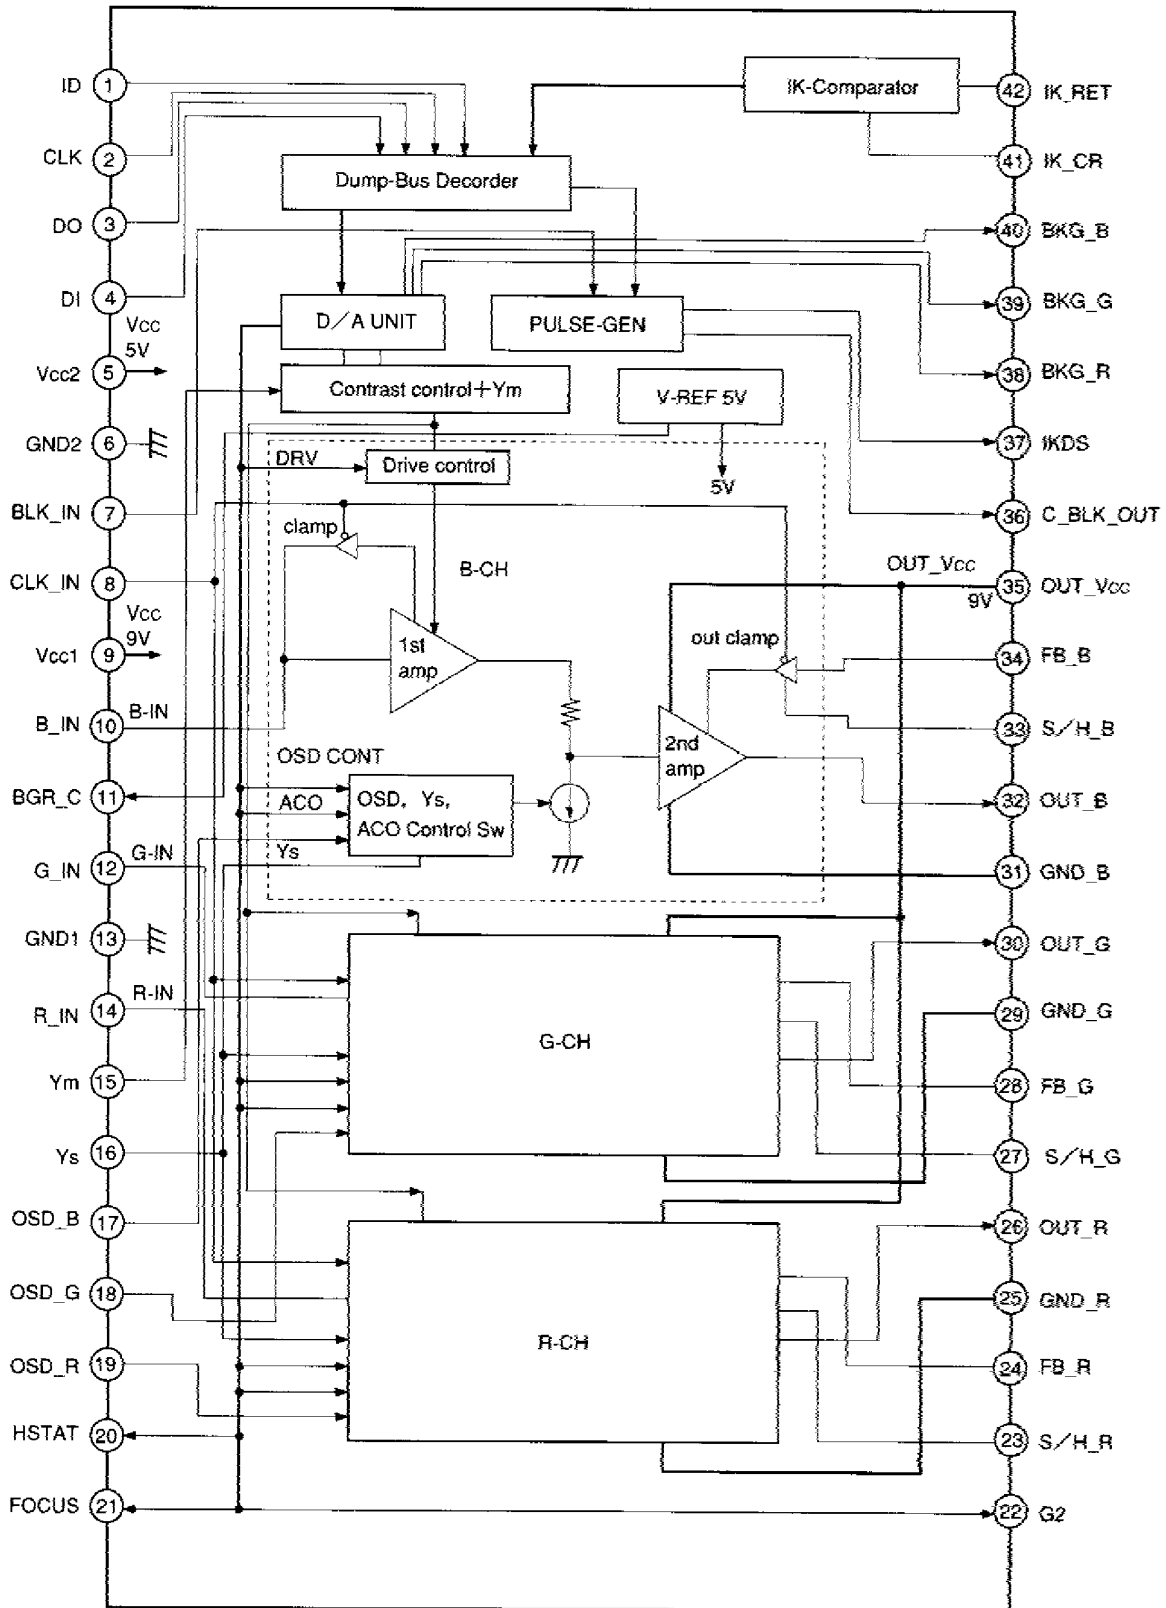 ID 1
CLK 2
DO 3
DI 4
Vcc
5V
Vcc2 5
GND2 6
BLK_IN 7
CLK_IN 8
Vcc
9V
Vcc1 9
B_IN 10 B-IN
BGR_C 11
G_IN 12 G-IN
GND1 13
R_IN 14 R-IN
Ym 15
Ys 16
OSD_B 17
OSD_G 18
OSD_R 19
HSTAT 20
FOCUS 21
IK-Comparator
Dump-Bus Decorder
D/A UNIT
PULSE-GEN
Contrast control+Ym
V-REF 5V
5V
DRV
Drive control
clamp
B-CH
1st
amp
OUT_Vcc
9V
out clamp
2nd
amp
OSD CONT
ACO
Ys
OSD, Ys,
ACO Control Sw
G-CH
R-CH
42 IK_RET
41 IK_CR
40 BKG_B
39 BKG_G
38 BKG_R
37 IKDS
36 C_BLK_OUT
35 OUT_Vcc
34 FB_B
33 S/H_B
32 OUT_B
31 GND_B
30 OUT_G
29 GND_G
28 FB_G
27 S/H_G
26 OUT_R
25 GND_R
24 FB_R
23 S/H_R
22 G2